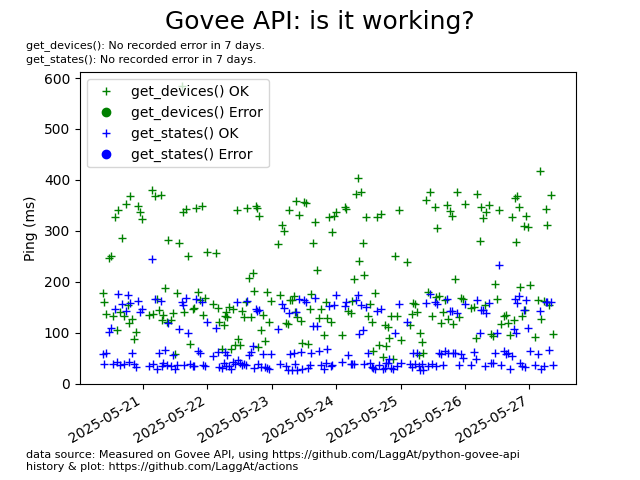 Govee API: is it working?
get_devices(): No recorded error in 7 days.
get_states(): No recorded error in 7 days.
600
500
400
300
200
100
0
Ping (ms)
get_devices() OK
get_devices() Error
get_states() OK
get_states() Error
2025-05-21
2025-05-22
2025-05-23
2025-05-24
2025-05-25
2025-05-26
2025-05-27
data source: Measured on Govee API, using https://github.com/LaggAt/python-govee-api
history & plot: https://github.com/LaggAt/actions